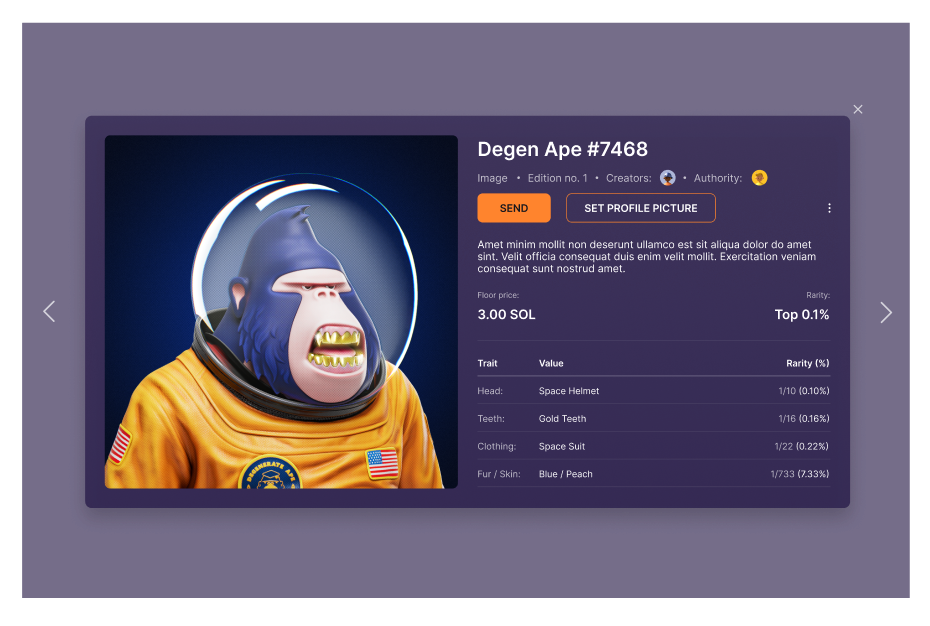 Degen Ape #7468
Image • Edition no. 1 • Creators: • Authority:
SEND SET PROFILE PICTURE
Amet minim mollit non deserunt ullamco est sit aliqua dolor do amet
sint. Velit officia consequat duis enim velit mollit. Exercitation veniam
consequat sunt nostrud amet.
Floor price: Rarity:
3.00 SOL Top 0.1%
Trait Value Rarity (%)
Head: Space Helmet 1/10 (0.10%)
Teeth: Gold Teeth 1/16 (0.16%)
Clothing: Space Suit 1/22 (0.22%)
Fur / Skin: Blue / Peach 1/733 (7.33%)
DEGENERATE APE